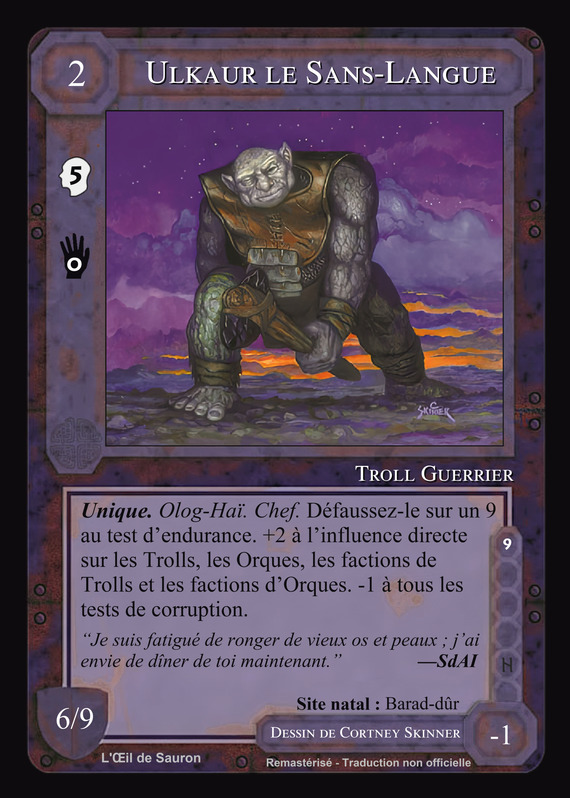 2
ULKAUR LE SANS-LANGUE
5
0
SKINNER
TROLL GUERRIER
Unique. Olog-Haï. Chef. Défaussez-le sur un 9
au test d'endurance. +2 à l'influence directe
sur les Trolls, les Orques, les factions de
Trolls et les factions d'Orques. -1 à tous les
tests de corruption.
9
“Je suis fatigué de ronger de vieux os et peaux ; j'ai
envie de dîner de toi maintenant.” —SdAI
Site natal : Barad-dûr
6/9
DESSIN DE CORTNEY SKINNER
-1
L'Œil de Sauron
Remastérisé - Traduction non officielle